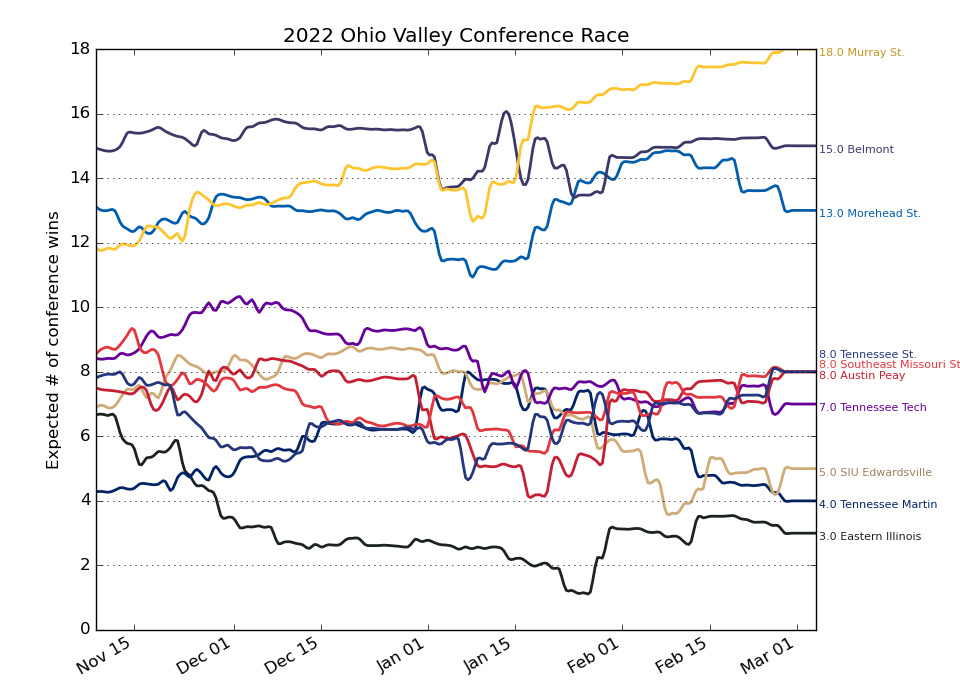 2022 Ohio Valley Conference Race
Expected # of conference wins
18
16
14
12
10
8
6
4
2
0
18.0 Murray St.
15.0 Belmont
13.0 Morehead St.
8.0 Tennessee St.
8.0 Southeast Missouri St
8.0 Austin Peay
7.0 Tennessee Tech
5.0 SIU Edwardsville
4.0 Tennessee Martin
3.0 Eastern Illinois
Nov 15
Dec 01
Dec 15
Jan 01
Jan 15
Feb 01
Feb 15
Mar 01